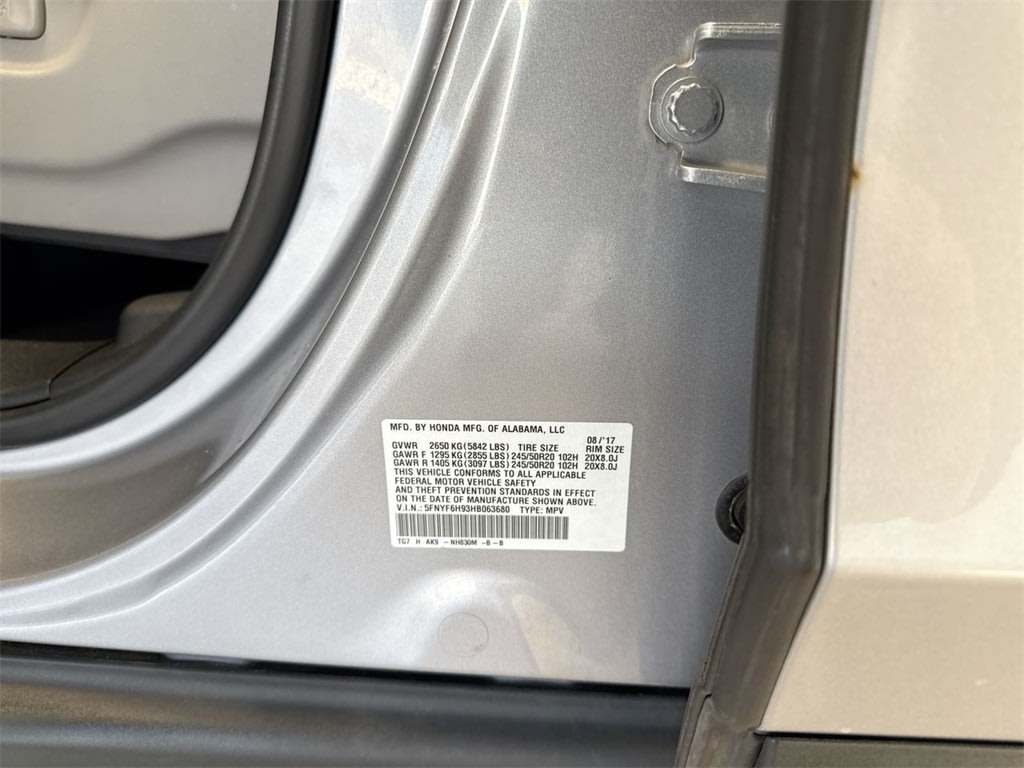 MFD. BY HONDA MFG. OF ALABAMA, LLC 08/'17
GVWR 2650 KG(5842 LBS) TIRE SIZE RIM SIZE
GAWR F 1295 KG(2855 LBS) 245/50R20 102H 20X8.0J
GAWR R 1405 KG(3097 LBS) 245/50R20 102H 20X8.0J
THIS VEHICLE CONFORMS TO ALL APPLICABLE
FEDERAL MOTOR VEHICLE SAFETY
AND THEFT PREVENTION STANDARDS IN EFFECT
ON THE DATE OF MANUFACTURE SHOWN ABOVE.
V.I.N.: 5FNYF6H93HB063680 TYPE: MPV
TG7 H AK9 -NH830M -B-B